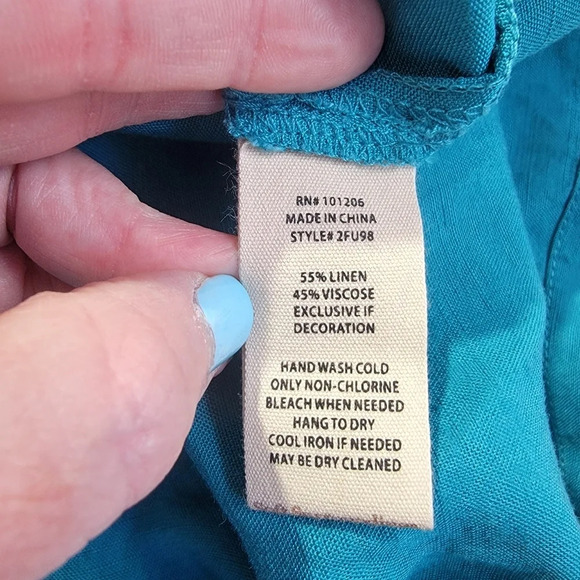 RN# 101206
MADE IN CHINA
STYLE# 2FU98
55% LINEN
45% VISCOSE
EXCLUSIVE IF
DECORATION
HAND WASH COLD
ONLY NON-CHLORINE
BLEACH WHEN NEEDED
HANG TO DRY
COOL IRON IF NEEDED
MAY BE DRY CLEANED